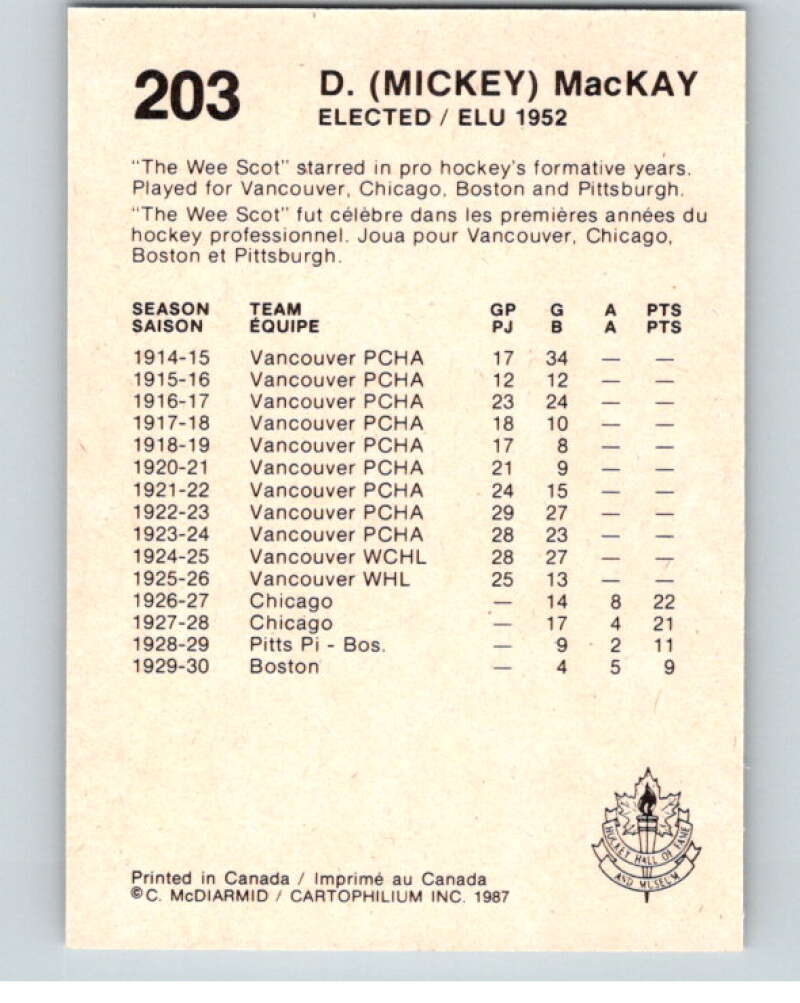 203
D. (MICKEY) MacKAY
ELECTED / ELU 1952
"The Wee Scot" starred in pro hockey's formative years.
Played for Vancouver, Chicago, Boston and Pittsburgh.
"The Wee Scot" fut célèbre dans les premières années du
hockey professionnel. Joua pour Vancouver, Chicago,
Boston et Pittsburgh.
SEASON TEAM GP G A PTS
SAISON ÉQUIPE PJ B A PTS
1914-15 Vancouver PCHA 17 34 — —
1915-16 Vancouver PCHA 12 12 — —
1916-17 Vancouver PCHA 23 24 — —
1917-18 Vancouver PCHA 18 10 — —
1918-19 Vancouver PCHA 17 8 — —
1920-21 Vancouver PCHA 21 9 — —
1921-22 Vancouver PCHA 24 15 — —
1922-23 Vancouver PCHA 29 27 — —
1923-24 Vancouver PCHA 28 23 — —
1924-25 Vancouver WCHL 28 27 — —
1925-26 Vancouver WHL 25 13 — —
1926-27 Chicago — 14 8 22
1927-28 Chicago — 17 4 21
1928-29 Pitts Pi - Bos. — 9 2 11
1929-30 Boston — 4 5 9
HOCKEY HALL OF FAME
AND MUSEUM
Printed in Canada / Imprimé au Canada
©C. McDIARMID / CARTOPHILIUM INC. 1987